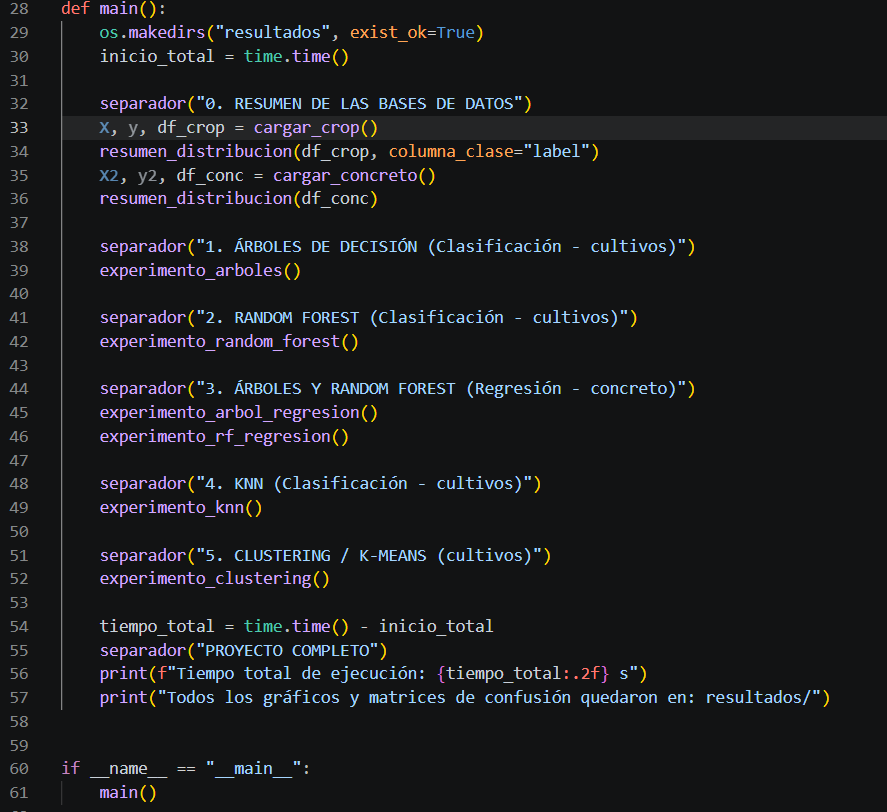 28 def main():
29     os.makedirs("resultados", exist_ok=True)
30     inicio_total = time.time()
31
32     separador("0. RESUMEN DE LAS BASES DE DATOS")
33     X, y, df_crop = cargar_crop()
34     resumen_distribucion(df_crop, columna_clase="label")
35     X2, y2, df_conc = cargar_concreto()
36     resumen_distribucion(df_conc)
37
38     separador("1. ÁRBOLES DE DECISIÓN (Clasificación - cultivos)")
39     experimento_arboles()
40
41     separador("2. RANDOM FOREST (Clasificación - cultivos)")
42     experimento_random_forest()
43
44     separador("3. ÁRBOLES Y RANDOM FOREST (Regresión - concreto)")
45     experimento_arbol_regresion()
46     experimento_rf_regresion()
47
48     separador("4. KNN (Clasificación - cultivos)")
49     experimento_knn()
50
51     separador("5. CLUSTERING / K-MEANS (cultivos)")
52     experimento_clustering()
53
54     tiempo_total = time.time() - inicio_total
55     separador("PROYECTO COMPLETO")
56     print(f"Tiempo total de ejecución: {tiempo_total:.2f} s")
57     print("Todos los gráficos y matrices de confusión quedaron en: resultados/")
58
59
60 if __name__ == "__main__":
61     main()